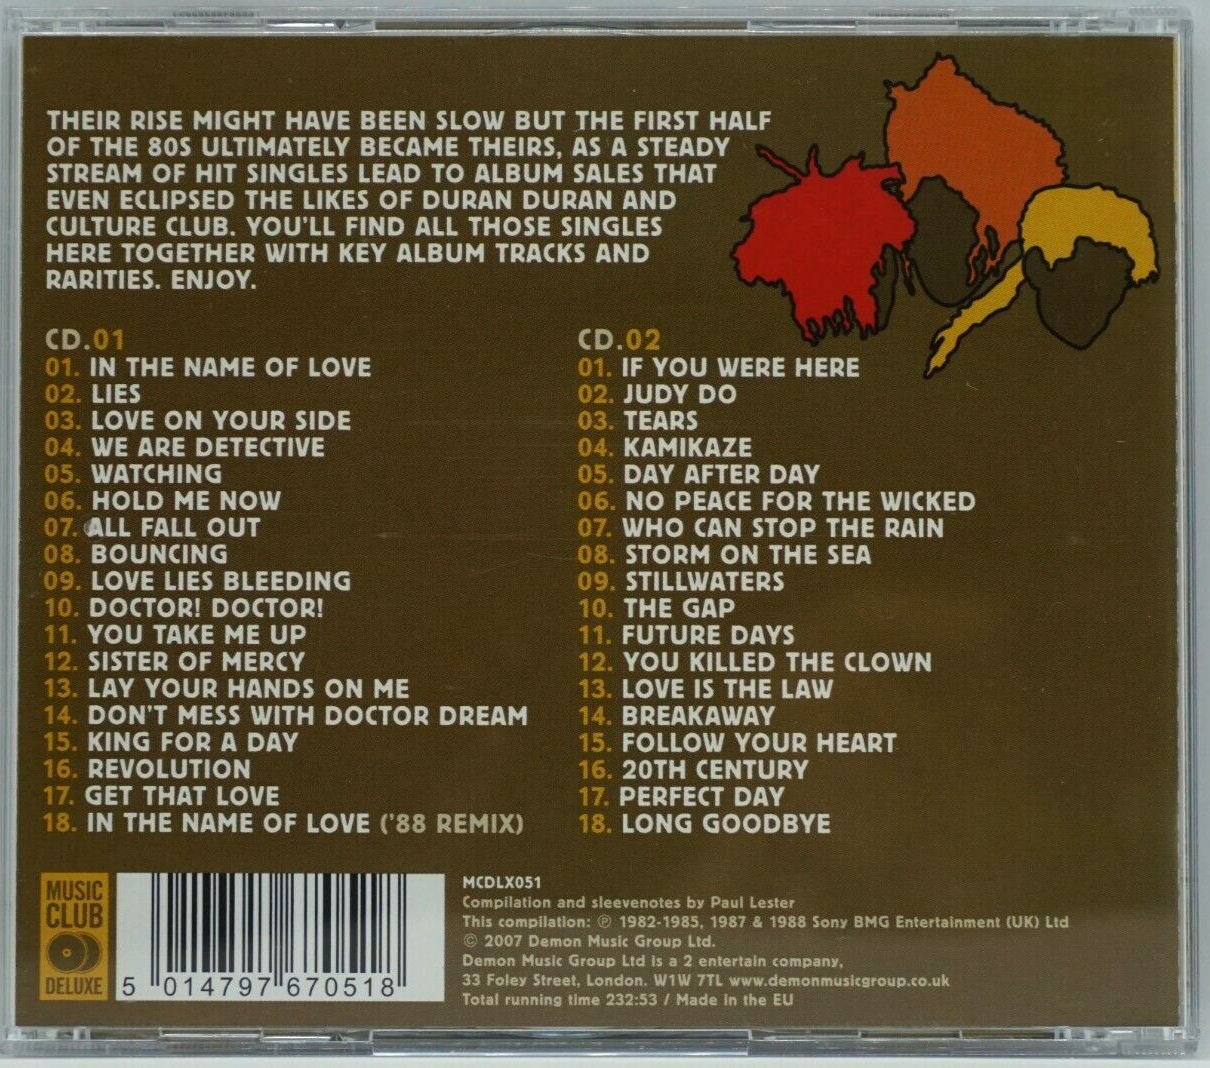 THEIR RISE MIGHT HAVE BEEN SLOW BUT THE FIRST HALF
OF THE 80S ULTIMATELY BECAME THEIRS, AS A STEADY
STREAM OF HIT SINGLES LEAD TO ALBUM SALES THAT
EVEN ECLIPSED THE LIKES OF DURAN DURAN AND
CULTURE CLUB. YOU'LL FIND ALL THOSE SINGLES
HERE TOGETHER WITH KEY ALBUM TRACKS AND
RARITIES. ENJOY.
CD.01
01. IN THE NAME OF LOVE
02. LIES
03. LOVE ON YOUR SIDE
04. WE ARE DETECTIVE
05. WATCHING
06. HOLD ME NOW
07. ALL FALL OUT
08. BOUNCING
09. LOVE LIES BLEEDING
10. DOCTOR! DOCTOR!
11. YOU TAKE ME UP
12. SISTER OF MERCY
13. LAY YOUR HANDS ON ME
14. DON'T MESS WITH DOCTOR DREAM
15. KING FOR A DAY
16. REVOLUTION
17. GET THAT LOVE
18. IN THE NAME OF LOVE ('88 REMIX)
CD.02
01. IF YOU WERE HERE
02. JUDY DO
03. TEARS
04. KAMIKAZE
05. DAY AFTER DAY
06. NO PEACE FOR THE WICKED
07. WHO CAN STOP THE RAIN
08. STORM ON THE SEA
09. STILLWATERS
10. THE GAP
11. FUTURE DAYS
12. YOU KILLED THE CLOWN
13. LOVE IS THE LAW
14. BREAKAWAY
15. FOLLOW YOUR HEART
16. 20TH CENTURY
17. PERFECT DAY
18. LONG GOODBYE
MUSIC
CLUB
DELUXE
5 014797 670518
MCDLX051
Compilation and sleevenotes by Paul Lester
This compilation: ℗ 1982-1985, 1987 & 1988 Sony BMG Entertainment (UK) Ltd
© 2007 Demon Music Group Ltd.
Demon Music Group Ltd is a 2 entertain company,
33 Foley Street, London. W1W 7TL www.demonmusicgroup.co.uk
Total running time 232:53 / Made in the EU